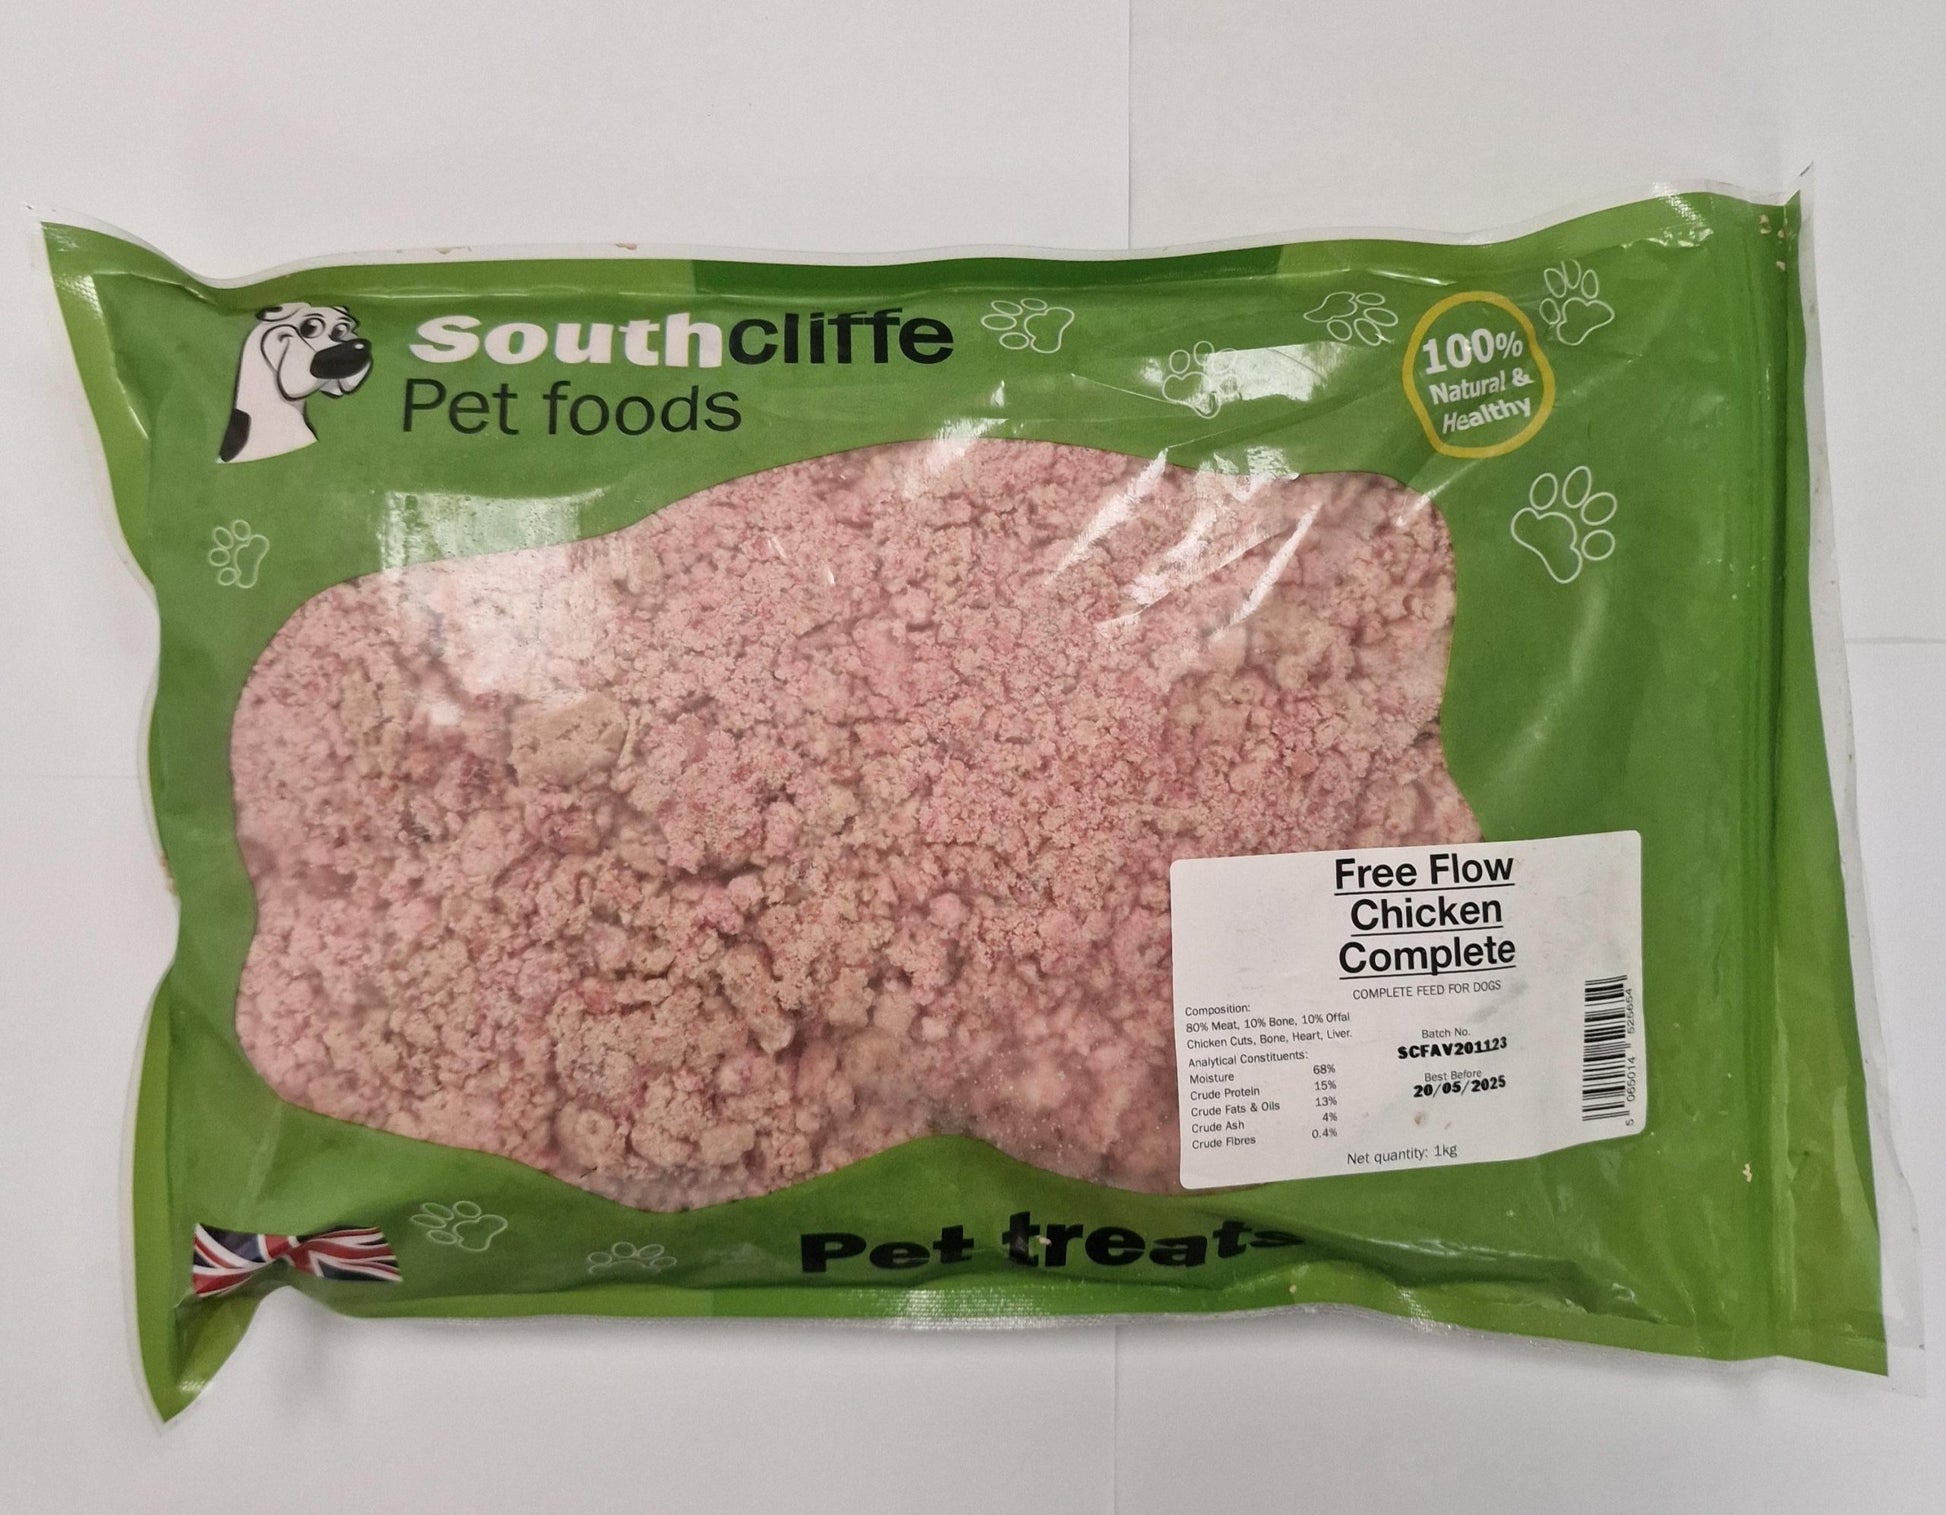 Southcliffe
Pet foods
100%
Natural &
Healthy
Free Flow
Chicken
Complete
COMPLETE FEED FOR DOGS
Composition:
80% Meat, 10% Bone, 10% Offal
Chicken Cuts, Bone, Heart, Liver.
Analytical Constituents:
Moisture 68%
Crude Protein 15%
Crude Fats & Oils 13%
Crude Ash 4%
Crude Fibres 0.4%
Batch No.
SCFAV201123
Best Before
20/05/2025
Net quantity: 1kg
5 065014 525654
Pet treats